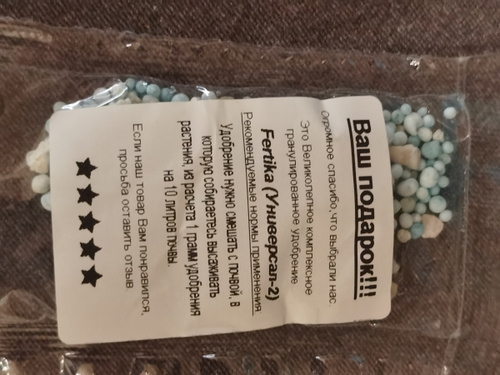 Ваш подарок!!!
Огромное спасибо,что выбрали нас.
Это Великолепное комплексное
гранулированное удобрение
Fertika (Универсал-2)
Рекомендуемые нормы применения.
Удобрение нужно смешать с почвой, в
которую собираетесь высаживать
растения, из расчета 1 грамм удобрения
на 10 литров почвы.
Если наш товар Вам понравился,
просьба оставить отзыв